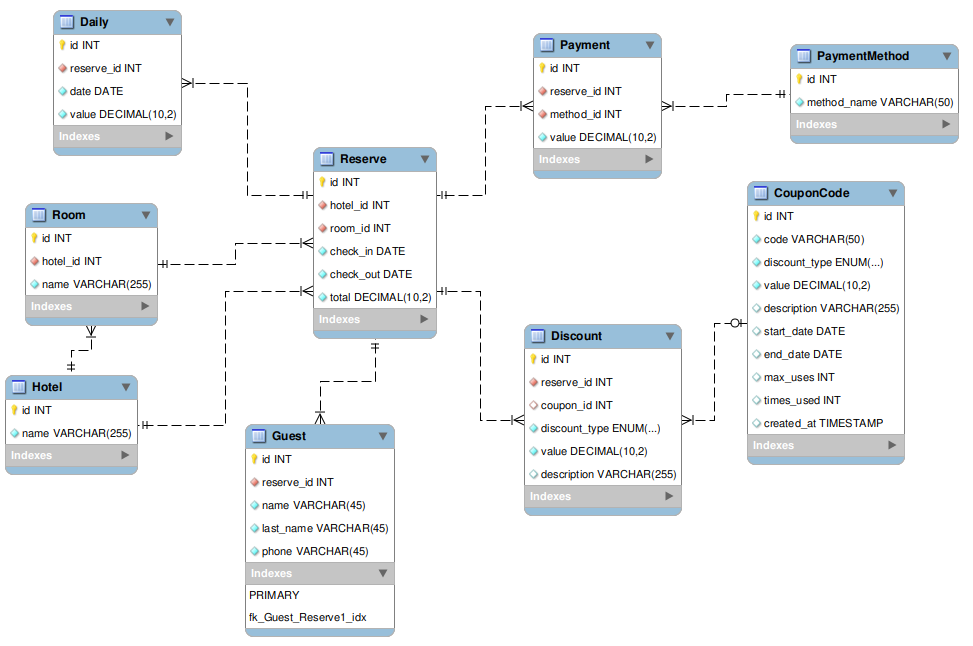 Daily
id INT
reserve_id INT
date DATE
value DECIMAL(10,2)
Indexes
Payment
id INT
reserve_id INT
method_id INT
value DECIMAL(10,2)
Indexes
PaymentMethod
id INT
method_name VARCHAR(50)
Indexes
Reserve
id INT
hotel_id INT
room_id INT
check_in DATE
check_out DATE
total DECIMAL(10,2)
Indexes
Room
id INT
hotel_id INT
name VARCHAR(255)
Indexes
CouponCode
id INT
code VARCHAR(50)
discount_type ENUM(...)
value DECIMAL(10,2)
description VARCHAR(255)
start_date DATE
end_date DATE
max_uses INT
times_used INT
created_at TIMESTAMP
Indexes
Discount
id INT
reserve_id INT
coupon_id INT
discount_type ENUM(...)
value DECIMAL(10,2)
description VARCHAR(255)
Indexes
Hotel
id INT
name VARCHAR(255)
Indexes
Guest
id INT
reserve_id INT
name VARCHAR(45)
last_name VARCHAR(45)
phone VARCHAR(45)
Indexes
PRIMARY
fk_Guest_Reserve1_idx